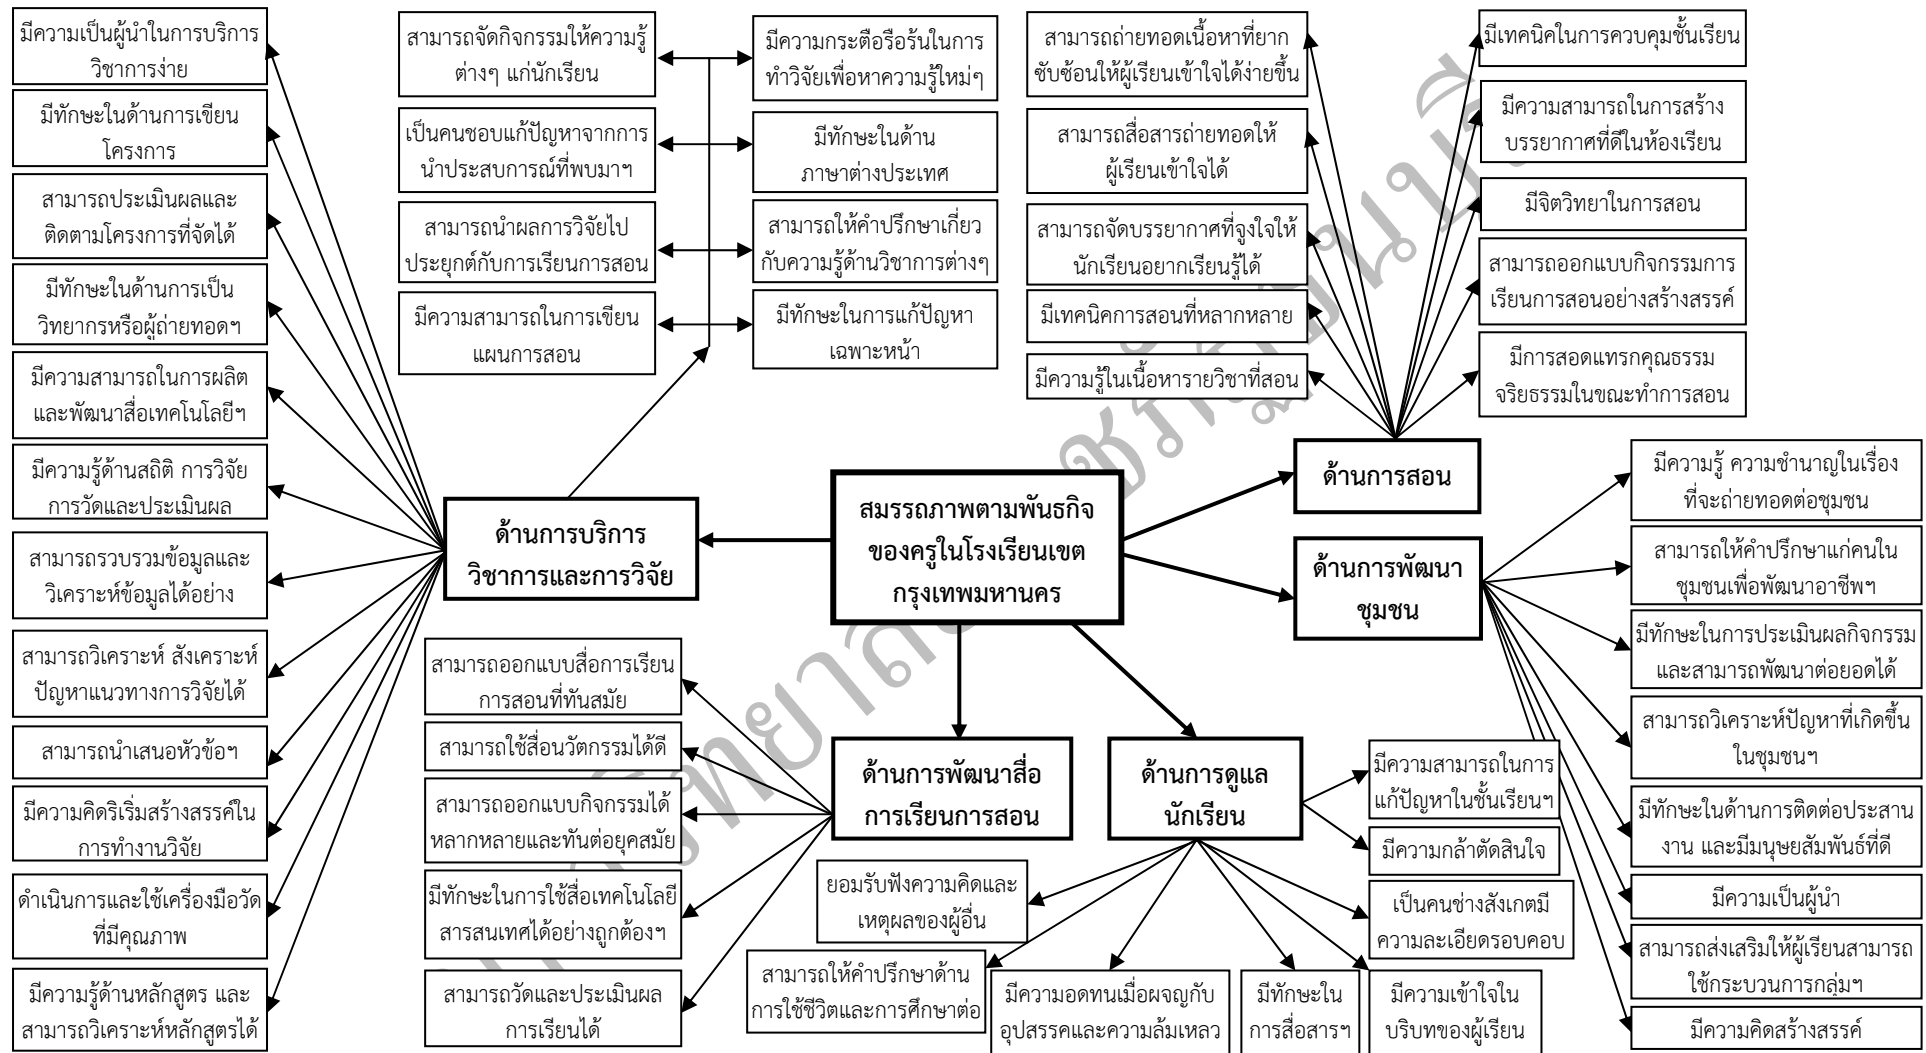 มีความเป็นผู้นำในการบริการ
วิชาการง่าย
มีทักษะในด้านการเขียน
โครงการ
สามารถประเมินผลและ
ติดตามโครงการที่จัดได้
มีทักษะในด้านการเป็น
วิทยากรหรือผู้ถ่ายทอดฯ
มีความสามารถในการผลิต
และพัฒนาสื่อเทคโนโลยีฯ
มีความรู้ด้านสถิติ การวิจัย
การวัดและประเมินผล
สามารถรวบรวมข้อมูลและ
วิเคราะห์ข้อมูลได้อย่าง
สามารถวิเคราะห์ สังเคราะห์
ปัญหาแนวทางการวิจัยได้
สามารถนำเสนอหัวข้อฯ
มีความคิดริเริ่มสร้างสรรค์ใน
การทำงานวิจัย
ดำเนินการและใช้เครื่องมือวัด
ที่มีคุณภาพ
มีความรู้ด้านหลักสูตร และ
สามารถวิเคราะห์หลักสูตรได้
สามารถจัดกิจกรรมให้ความรู้
ต่างๆ แก่นักเรียน
เป็นคนชอบแก้ปัญหาจากการ
นำประสบการณ์ที่พบมาฯ
สามารถนำผลการวิจัยไป
ประยุกต์กับการเรียนการสอน
มีความสามารถในการเขียน
แผนการสอน
มีความกระตือรือร้นในการ
ทำวิจัยเพื่อหาความรู้ใหม่ๆ
มีทักษะในด้าน
ภาษาต่างประเทศ
สามารถให้คำปรึกษาเกี่ยว
กับความรู้ด้านวิชาการต่างๆ
มีทักษะในการแก้ปัญหา
เฉพาะหน้า
สามารถถ่ายทอดเนื้อหาที่ยาก
ซับซ้อนให้ผู้เรียนเข้าใจได้ง่ายขึ้น
สามารถสื่อสารถ่ายทอดให้
ผู้เรียนเข้าใจได้
สามารถจัดบรรยากาศที่จูงใจให้
นักเรียนอยากเรียนรู้ได้
มีเทคนิคการสอนที่หลากหลาย
มีความรู้ในเนื้อหารายวิชาที่สอน
มีเทคนิคในการควบคุมชั้นเรียน
มีความสามารถในการสร้าง
บรรยากาศที่ดีในห้องเรียน
มีจิตวิทยาในการสอน
สามารถออกแบบกิจกรรมการ
เรียนการสอนอย่างสร้างสรรค์
มีการสอดแทรกคุณธรรม
จริยธรรมในขณะทำการสอน
ด้านการบริการ
วิชาการและการวิจัย
สมรรถภาพตามพันธกิจ
ของครูในโรงเรียนเขต
กรุงเทพมหานคร
ด้านการสอน
ด้านการพัฒนา
ชุมชน
มีความรู้ ความชำนาญในเรื่อง
ที่จะถ่ายทอดต่อชุมชน
สามารถให้คำปรึกษาแก่คนใน
ชุมชนเพื่อพัฒนาอาชีพฯ
มีทักษะในการประเมินผลกิจกรรม
และสามารถพัฒนาต่อยอดได้
สามารถวิเคราะห์ปัญหาที่เกิดขึ้น
ในชุมชนฯ
มีทักษะในด้านการติดต่อประสาน
งาน และมีมนุษยสัมพันธ์ที่ดี
มีความเป็นผู้นำ
สามารถส่งเสริมให้ผู้เรียนสามารถ
ใช้กระบวนการกลุ่มฯ
มีความคิดสร้างสรรค์
สามารถออกแบบสื่อการเรียน
การสอนที่ทันสมัย
สามารถใช้สื่อนวัตกรรมได้ดี
สามารถออกแบบกิจกรรมได้
หลากหลายและทันต่อยุคสมัย
มีทักษะในการใช้สื่อเทคโนโลยี
สารสนเทศได้อย่างถูกต้องฯ
สามารถวัดและประเมินผล
การเรียนได้
ด้านการพัฒนาสื่อ
การเรียนการสอน
ด้านการดูแล
นักเรียน
มีความสามารถในการ
แก้ปัญหาในชั้นเรียนฯ
มีความกล้าตัดสินใจ
เป็นคนช่างสังเกตมี
ความละเอียดรอบคอบ
ยอมรับฟังความคิดและ
เหตุผลของผู้อื่น
สามารถให้คำปรึกษาด้าน
การใช้ชีวิตและการศึกษาต่อ
มีความอดทนเมื่อผจญกับ
อุปสรรคและความล้มเหลว
มีทักษะใน
การสื่อสารฯ
มีความเข้าใจใน
บริบทของผู้เรียน